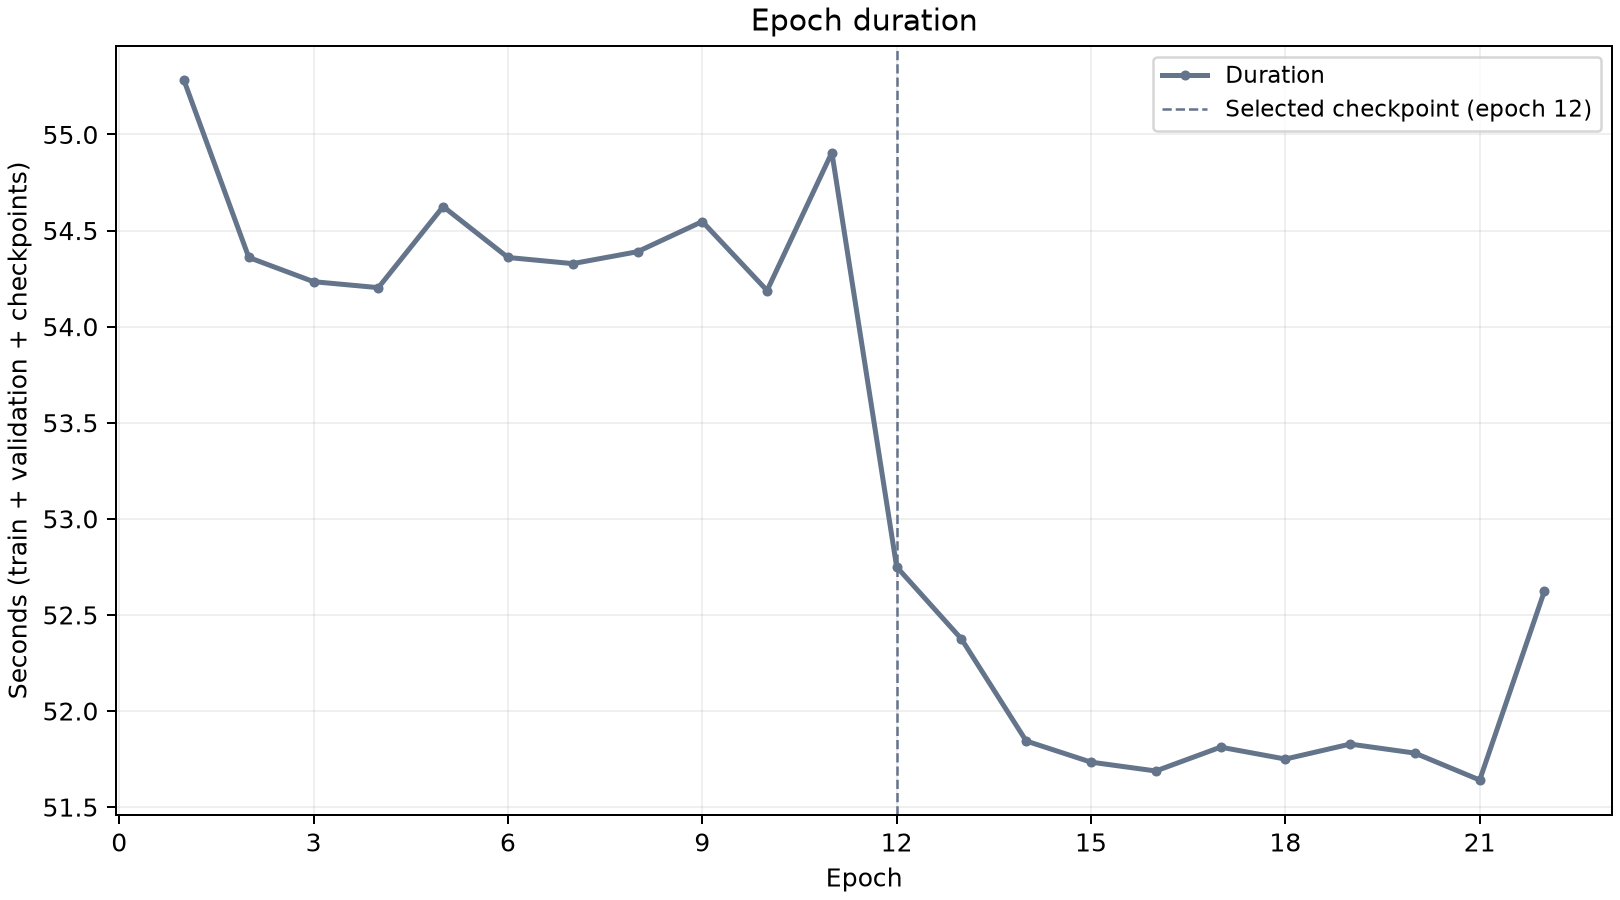 Epoch duration
Duration
Selected checkpoint (epoch 12)
Seconds (train + validation + checkpoints)
55.0
54.5
54.0
53.5
53.0
52.5
52.0
51.5
0 3 6 9 12 15 18 21
Epoch